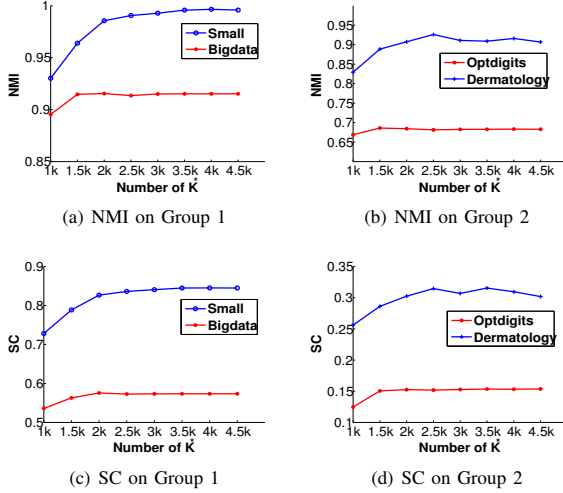 1
0.95
0.9
0.85
NMI
Small
Bigdata
1k 1.5k 2k 2.5k 3k 3.5k 4k 4.5k
Number of K*
(a) NMI on Group 1
0.95
0.9
0.85
0.8
0.75
0.7
0.65
NMI
Optdigits
Dermatology
1k 1.5k 2k 2.5k 3k 3.5k 4k 4.5k
Number of K*
(b) NMI on Group 2
0.9
0.8
0.7
0.6
0.5
SC
Small
Bigdata
1k 1.5k 2k 2.5k 3k 3.5k 4k 4.5k
Number of K*
(c) SC on Group 1
0.35
0.3
0.25
0.2
0.15
0.1
SC
Optdigits
Dermatology
1k 1.5k 2k 2.5k 3k 3.5k 4k 4.5k
Number of K*
(d) SC on Group 2